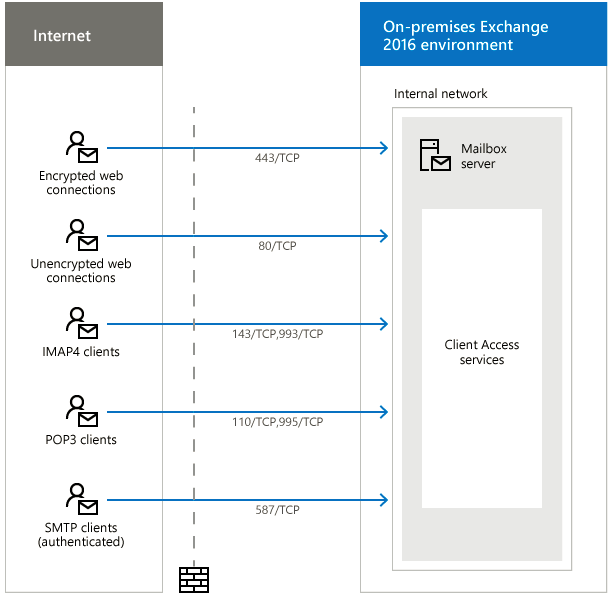 Internet
On-premises Exchange
2016 environment
Internal network
Mailbox
server
Encrypted web
connections
443/TCP
Unencrypted web
connections
80/TCP
IMAP4 clients
143/TCP,993/TCP
Client Access
services
POP3 clients
110/TCP,995/TCP
SMTP clients
(authenticated)
587/TCP